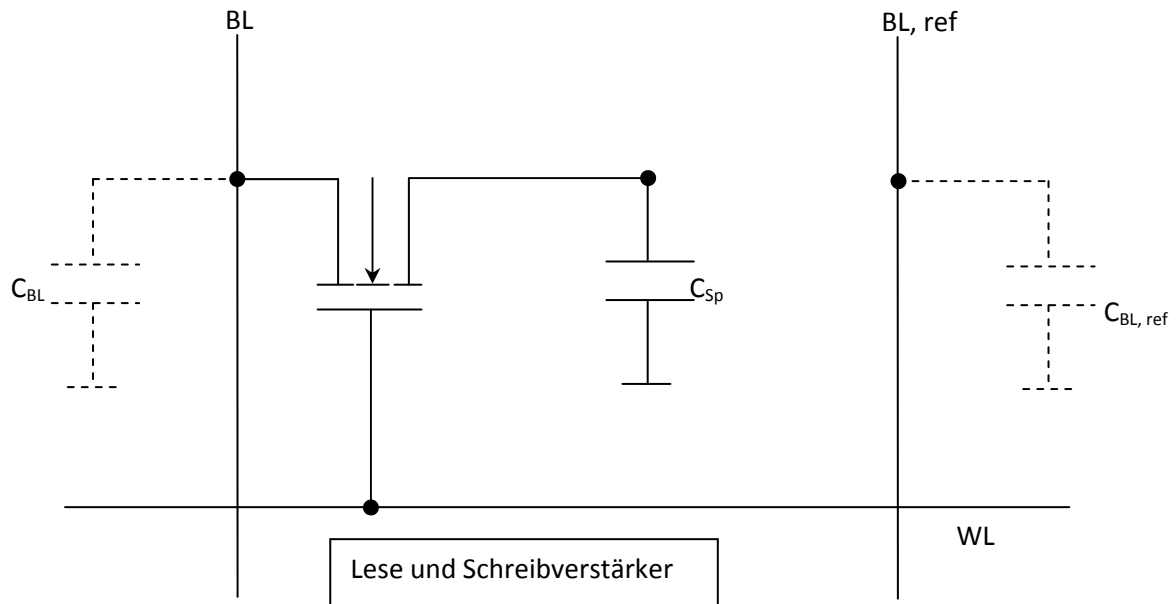 BL
BL, ref
C_BL
C_Sp
C_BL, ref
WL
Lese und Schreibverstärker